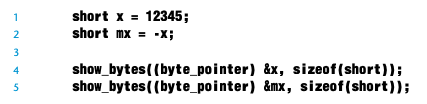 1 short x = 12345;
2 short mx = -x;
3
4 show_bytes((byte_pointer) &x, sizeof(short));
5 show_bytes((byte_pointer) &mx, sizeof(short));